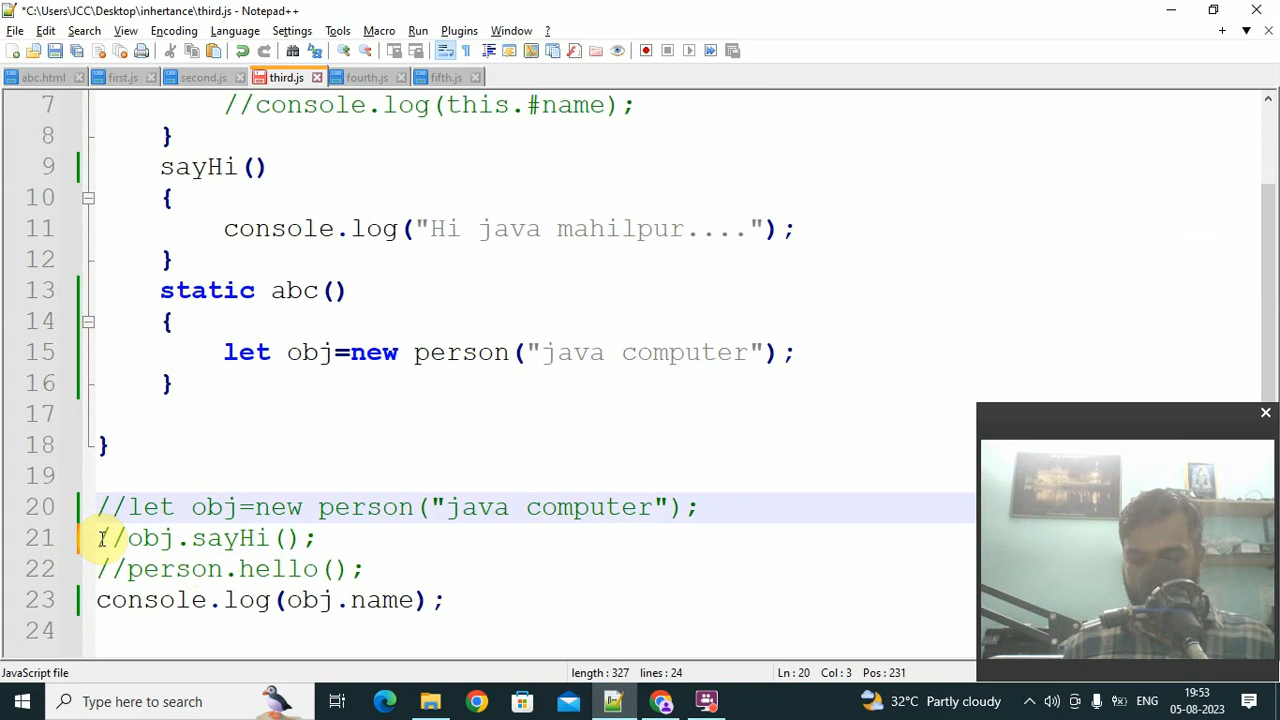 *C:\Users\JCC\Desktop\inhertance\third.js - Notepad++
File Edit Search View Encoding Language Settings Tools Macro Run Plugins Window ?
abc.html first.js second.js third.js fourth.js fifth.js
7 //console.log(this.#name);
8 }
9 sayHi()
10 {
11 console.log("Hi java mahilpur....");
12 }
13 static abc()
14 {
15 let obj=new person("java computer");
16 }
17
18 }
19
20 //let obj=new person("java computer");
21 //obj.sayHi();
22 //person.hello();
23 console.log(obj.name);
24
JavaScript file length : 327 lines : 24 Ln : 20 Col : 3 Pos : 231
Type here to search 32°C Partly cloudy ENG 19:53
05-08-2023